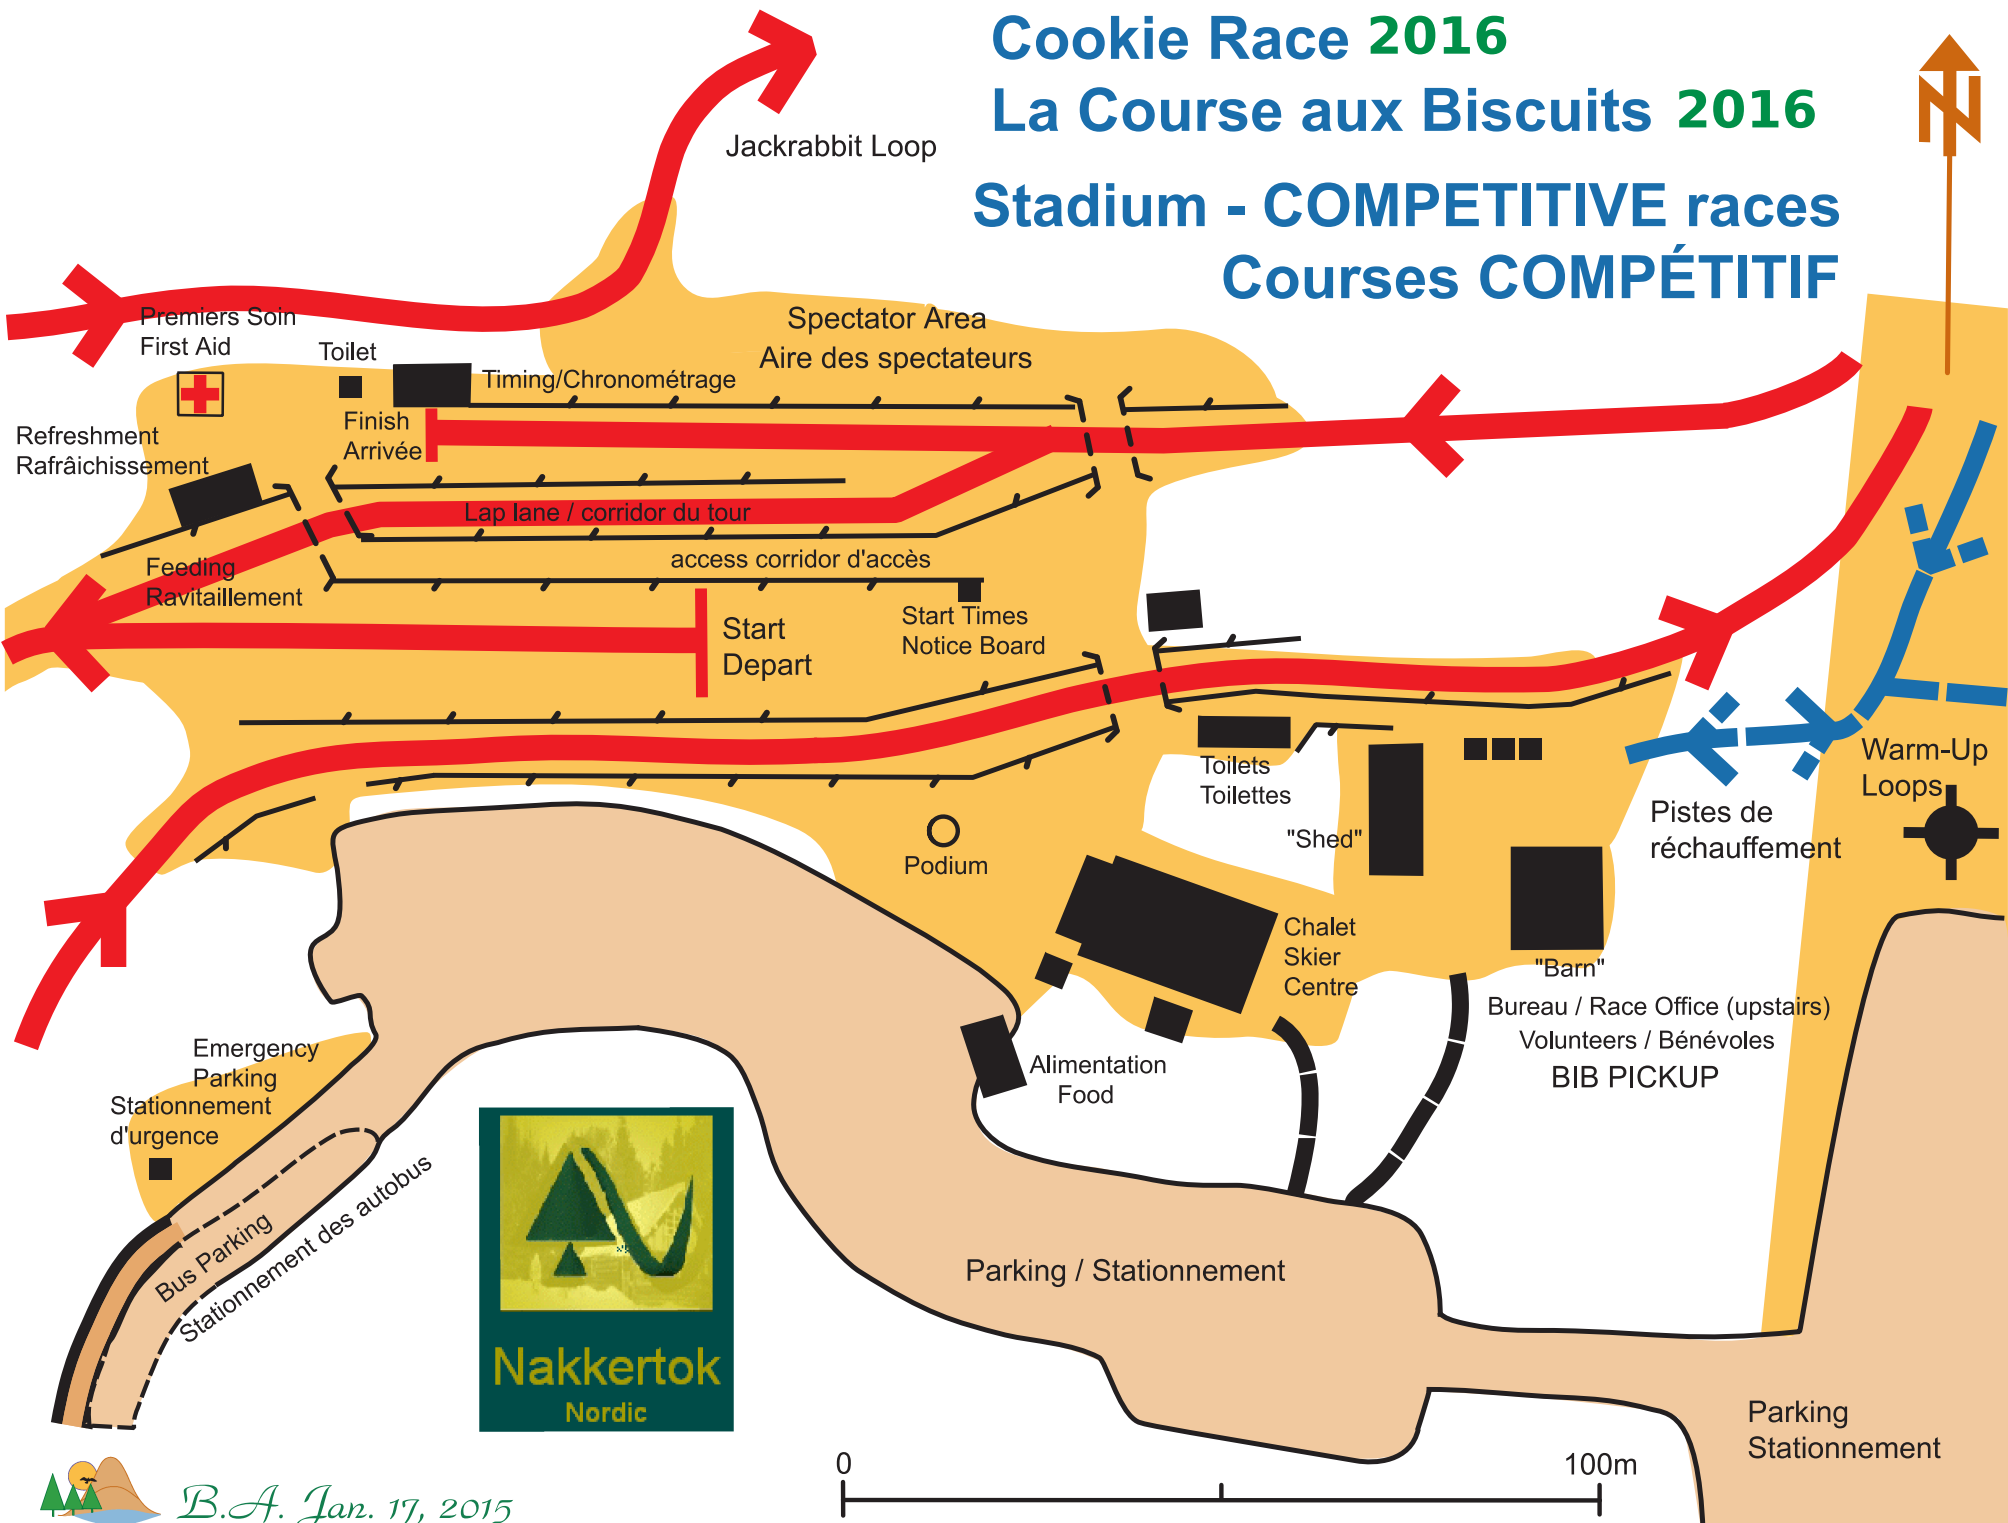 Cookie Race 2016
La Course aux Biscuits 2016
Stadium - COMPETITIVE races
Courses COMPÉTITIF
N
Jackrabbit Loop
Premiers Soin
First Aid
Toilet
Spectator Area
Aire des spectateurs
Timing/Chronométrage
Finish
Arrivée
Refreshment
Rafrâichissement
Lap lane / corridor du tour
access corridor d'accès
Feeding
Ravitaillement
Start
Depart
Start Times
Notice Board
Toilets
Toilettes
"Shed"
Warm-Up
Loops
Pistes de
réchauffement
Podium
Chalet
Skier
Centre
"Barn"
Bureau / Race Office (upstairs)
Volunteers / Bénévoles
BIB PICKUP
Alimentation
Food
Emergency
Parking
Stationnement
d'urgence
Bus Parking
Stationnement des autobus
Nakkertok
Nordic
Parking / Stationnement
Parking
Stationnement
0
100m
B.A. Jan. 17, 2015